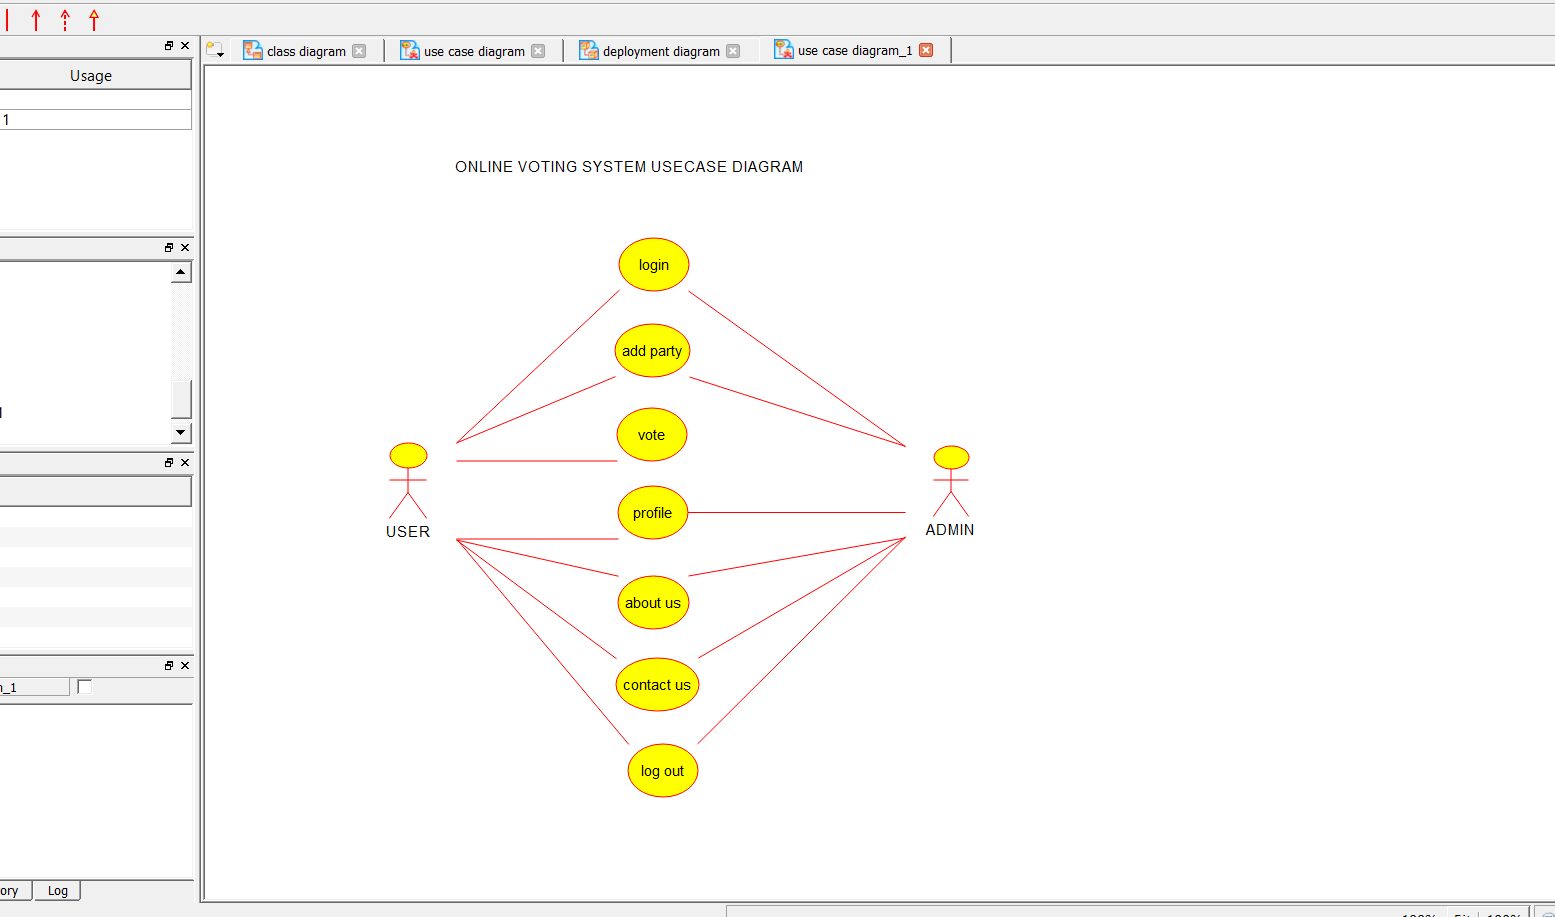 class diagram
use case diagram
deployment diagram
use case diagram_1
Usage
1
ONLINE VOTING SYSTEM USECASE DIAGRAM
login
add party
vote
profile
USER
ADMIN
about us
contact us
_1
log out
ory
Log